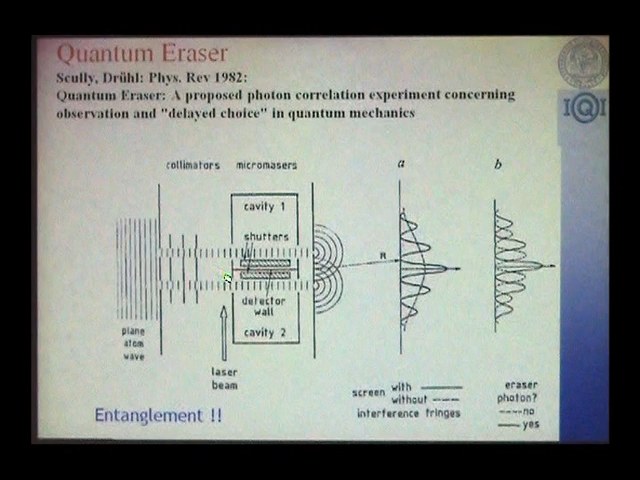 Quantum Eraser
Scully, Drühl: Phys. Rev 1982:
Quantum Eraser: A proposed photon correlation experiment concerning
observation and "delayed choice" in quantum mechanics
IQI
collimators micromasers
a
b
cavity 1
shutters
R
detector
wall
cavity 2
plane
atom
wave
laser
beam
screen with
without
interference fringes
eraser
photon?
no
yes
Entanglement !!